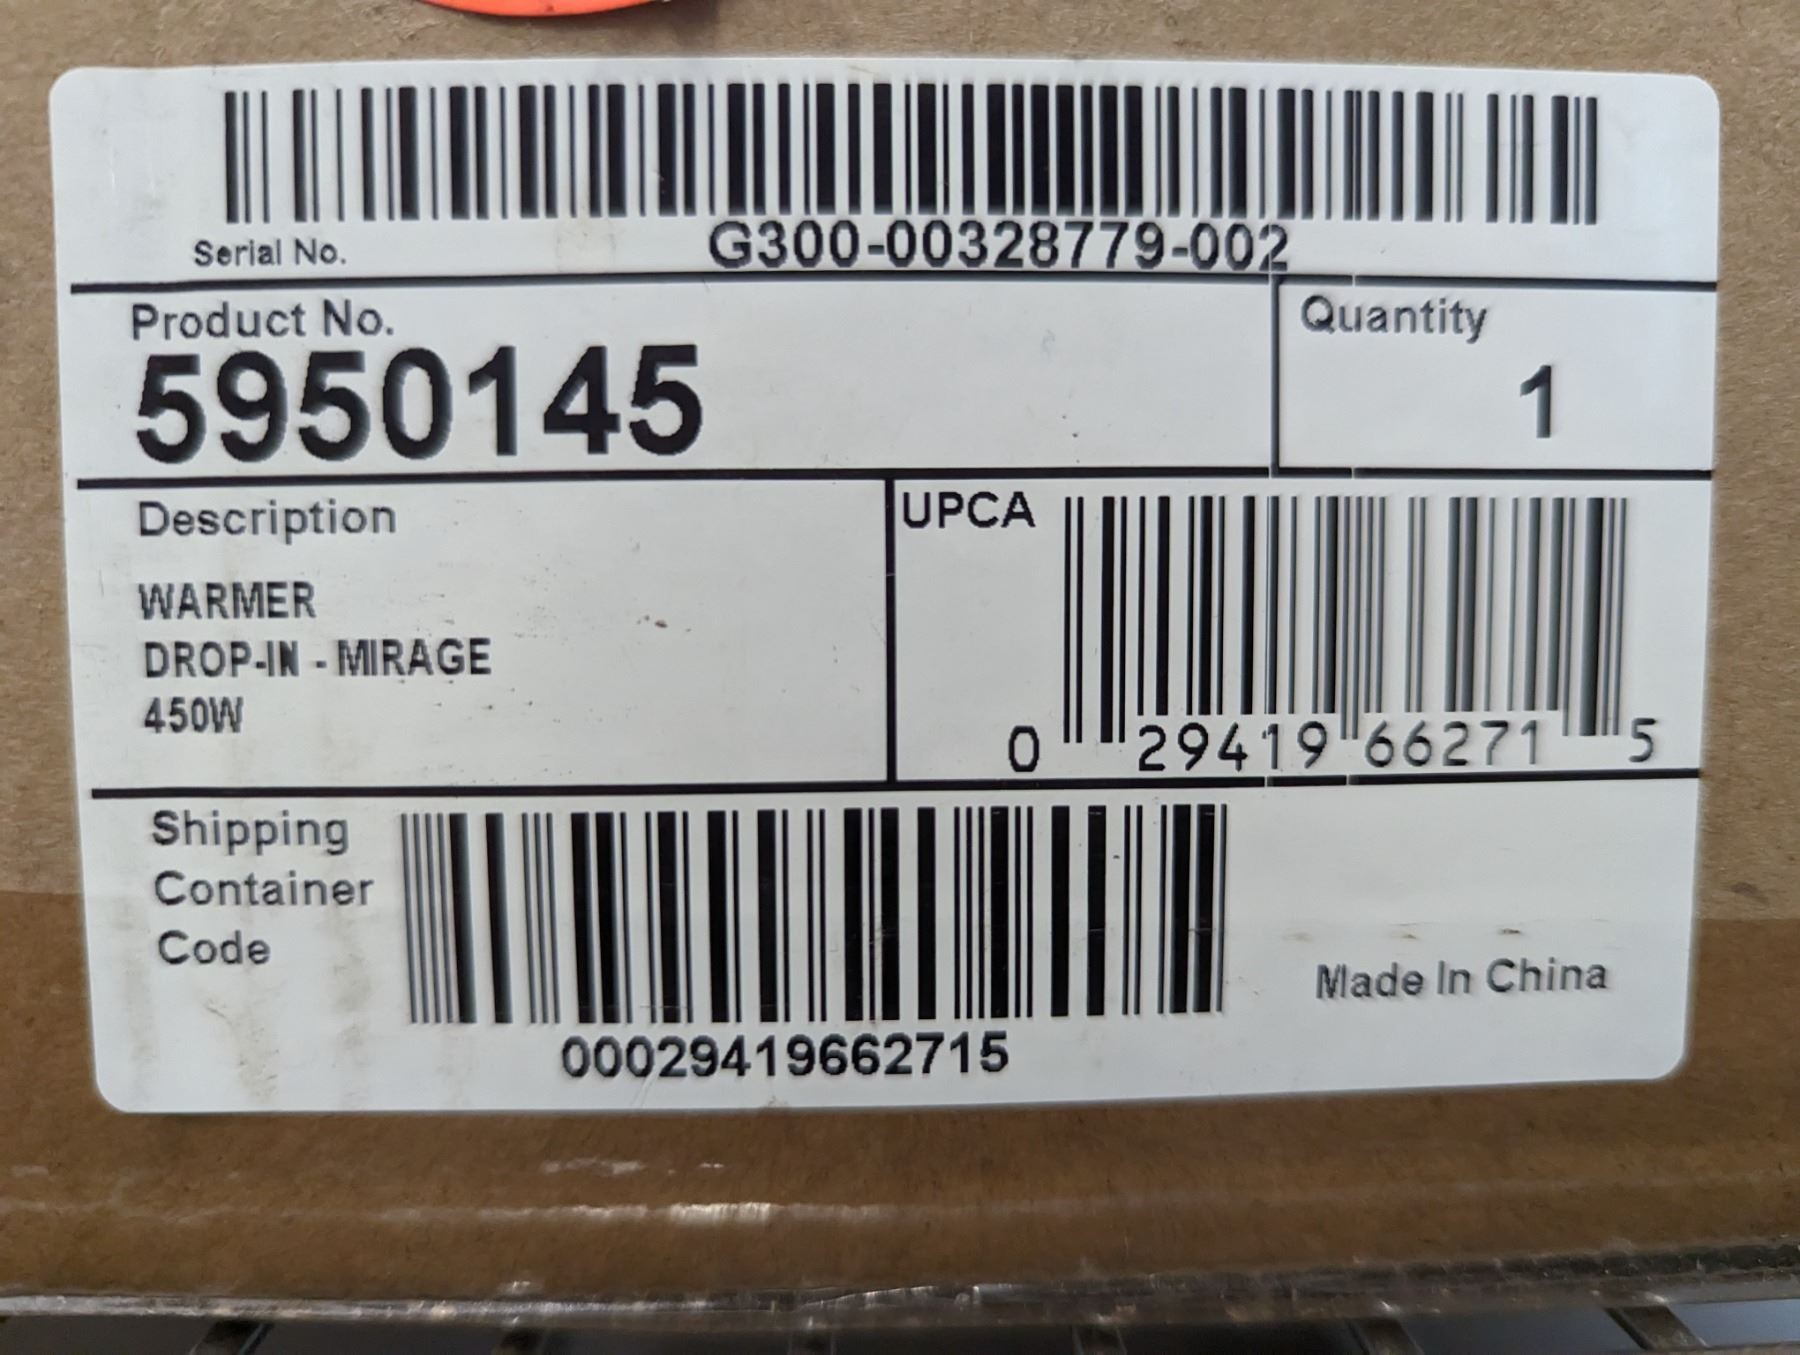 Serial No. G300-00328779-002
Product No.
5950145
Quantity
1
Description
WARMER
DROP-IN - MIRAGE
450W
UPCA
0 29419 66271 5
Shipping
Container
Code
00029419662715
Made In China